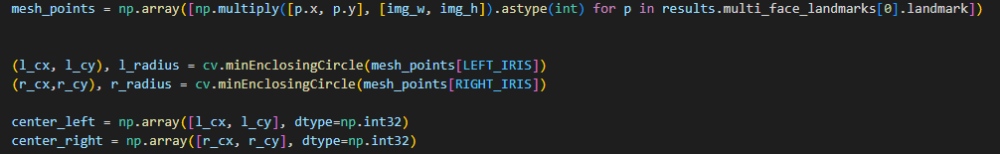 mesh_points = np.array([np.multiply([p.x, p.y], [img_w, img_h]).astype(int) for p in results.multi_face_landmarks[0].landmark])
(l_cx, l_cy), l_radius = cv.minEnclosingCircle(mesh_points[LEFT_IRIS])
(r_cx,r_cy), r_radius = cv.minEnclosingCircle(mesh_points[RIGHT_IRIS])
center_left = np.array([l_cx, l_cy], dtype=np.int32)
center_right = np.array([r_cx, r_cy], dtype=np.int32)